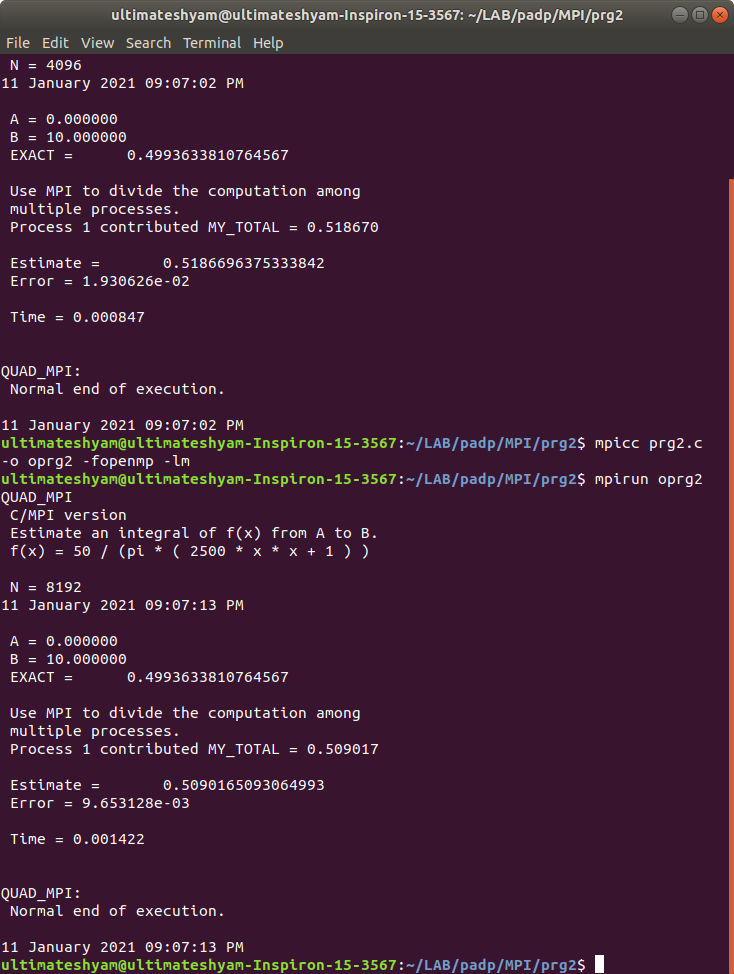 ultimateshyam@ultimateshyam-Inspiron-15-3567: ~/LAB/padp/MPI/prg2
File Edit View Search Terminal Help
N = 4096
11 January 2021 09:07:02 PM
A = 0.000000
B = 10.000000
EXACT =      0.4993633810764567
Use MPI to divide the computation among
multiple processes.
Process 1 contributed MY_TOTAL = 0.518670
Estimate =       0.5186696375333842
Error = 1.930626e-02
Time = 0.000847
QUAD_MPI:
Normal end of execution.
11 January 2021 09:07:02 PM
ultimateshyam@ultimateshyam-Inspiron-15-3567:~/LAB/padp/MPI/prg2$ mpicc prg2.c
-o oprg2 -fopenmp -lm
ultimateshyam@ultimateshyam-Inspiron-15-3567:~/LAB/padp/MPI/prg2$ mpirun oprg2
QUAD_MPI
C/MPI version
Estimate an integral of f(x) from A to B.
f(x) = 50 / (pi * ( 2500 * x * x + 1 ) )
N = 8192
11 January 2021 09:07:13 PM
A = 0.000000
B = 10.000000
EXACT =      0.4993633810764567
Use MPI to divide the computation among
multiple processes.
Process 1 contributed MY_TOTAL = 0.509017
Estimate =       0.5090165093064993
Error = 9.653128e-03
Time = 0.001422
QUAD_MPI:
Normal end of execution.
11 January 2021 09:07:13 PM
ultimateshyam@ultimateshyam-Inspiron-15-3567:~/LAB/padp/MPI/prg2$